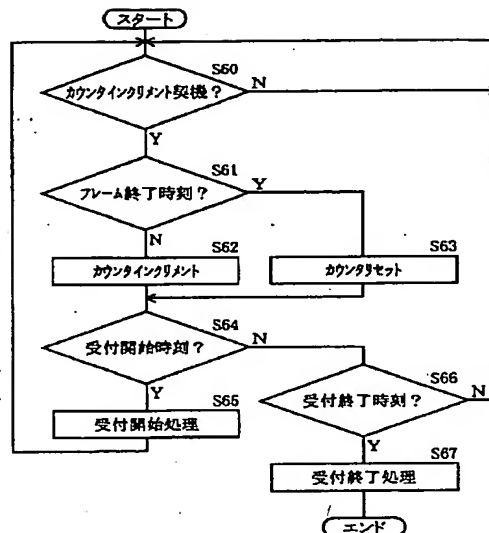 スタート
S60
カウンタインクリメント契機?
N
Y
S61
フレーム終了時刻?
Y
N
S62
S63
カウンタインクリメント
カウンタリセット
S64
受付開始時刻?
N
Y
S65
S66
受付終了時刻?
N
受付開始処理
Y
S67
受付終了処理
エンド